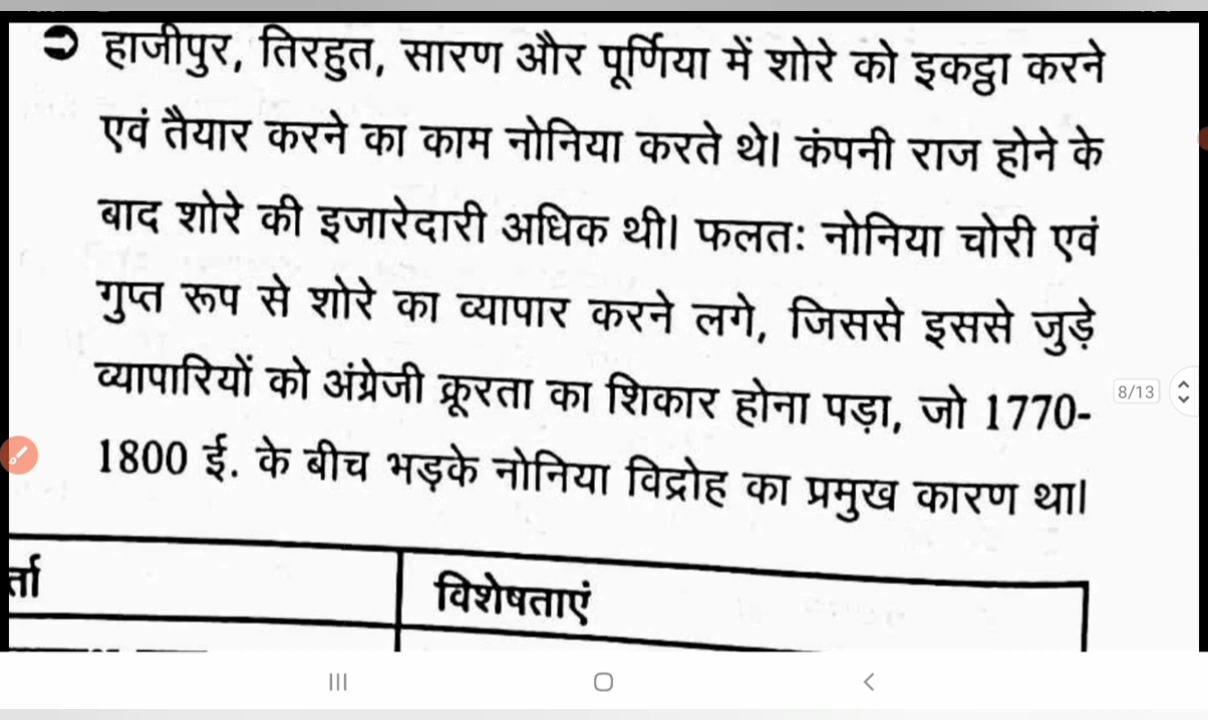 ➲ हाजीपुर, तिरहुत, सारण और पूर्णिया में शोरे को इकट्ठा करने
एवं तैयार करने का काम नोनिया करते थे। कंपनी राज होने के
बाद शोरे की इजारेदारी अधिक थी। फलतः नोनिया चोरी एवं
गुप्त रूप से शोरे का व्यापार करने लगे, जिससे इससे जुड़े
व्यापारियों को अंग्रेजी क्रूरता का शिकार होना पड़ा, जो 1770-
8/13
1800 ई. के बीच भड़के नोनिया विद्रोह का प्रमुख कारण था।
र्ता
विशेषताएं